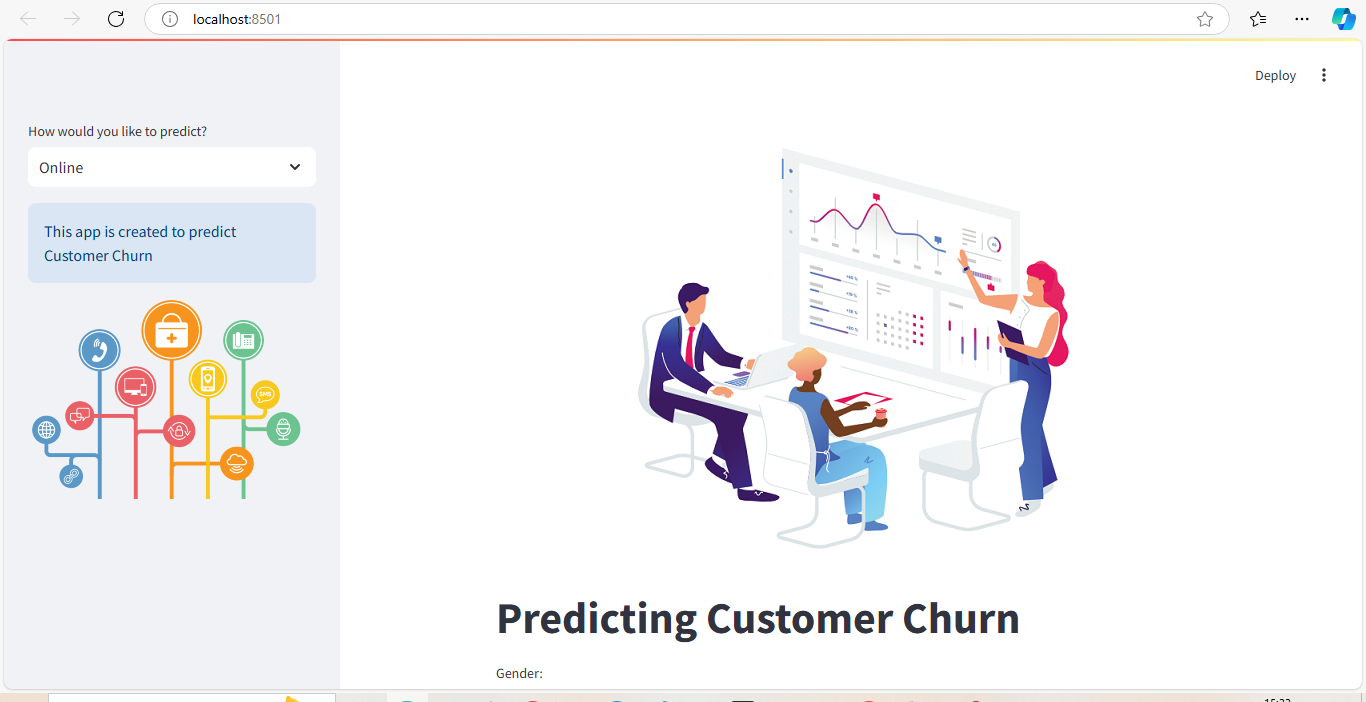 localhost:8501
Deploy
How would you like to predict?
Online
This app is created to predict
Customer Churn
SMS
Predicting Customer Churn
Gender: